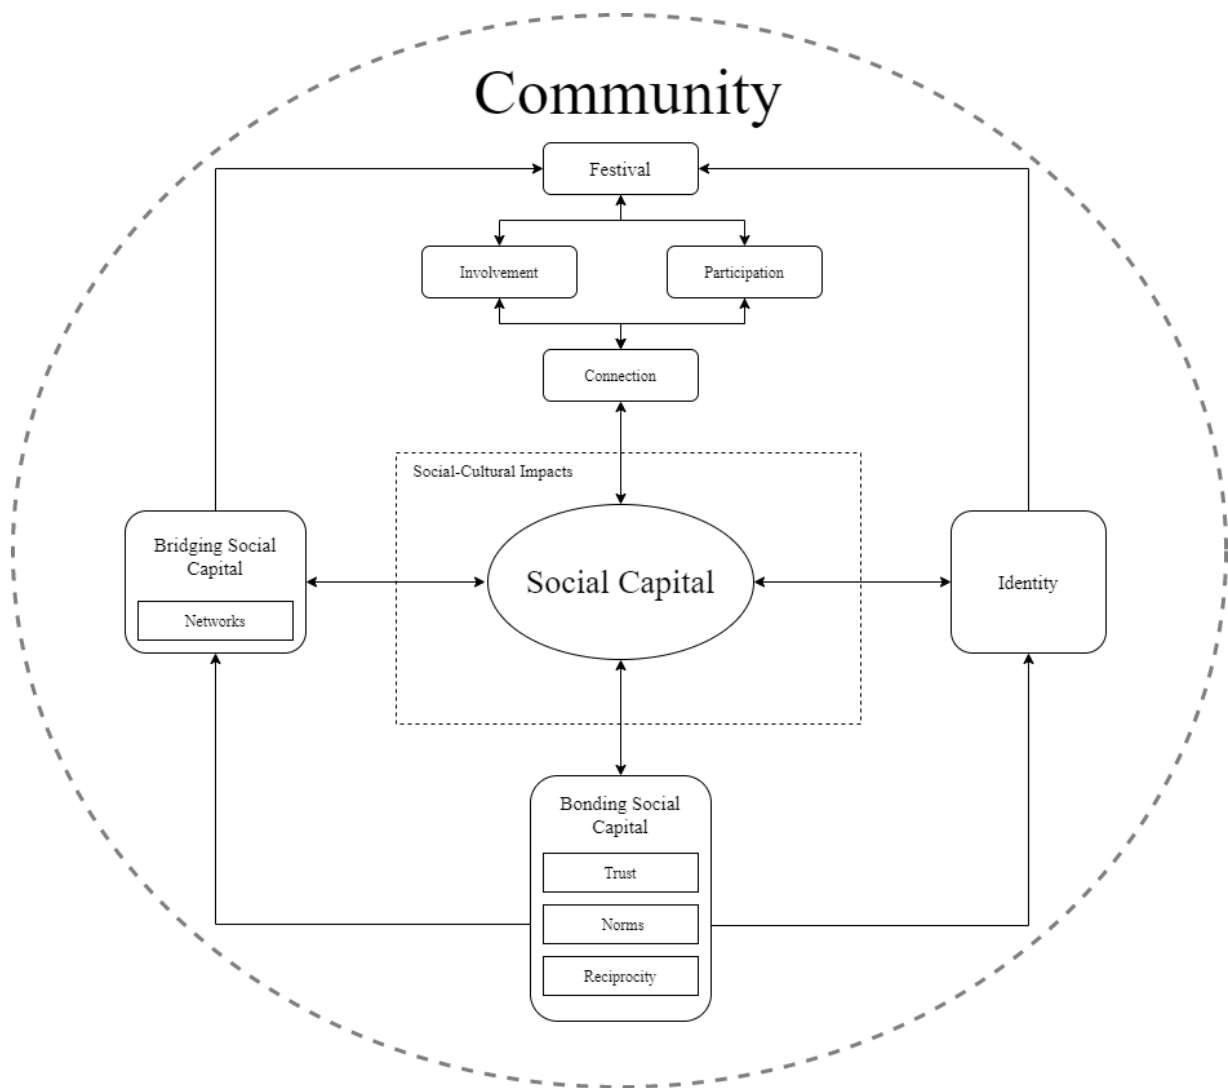 Community
Festival
Involvement
Participation
Connection
Social-Cultural Impacts
Bridging Social
Capital
Networks
Social Capital
Identity
Bonding Social
Capital
Trust
Norms
Reciprocity